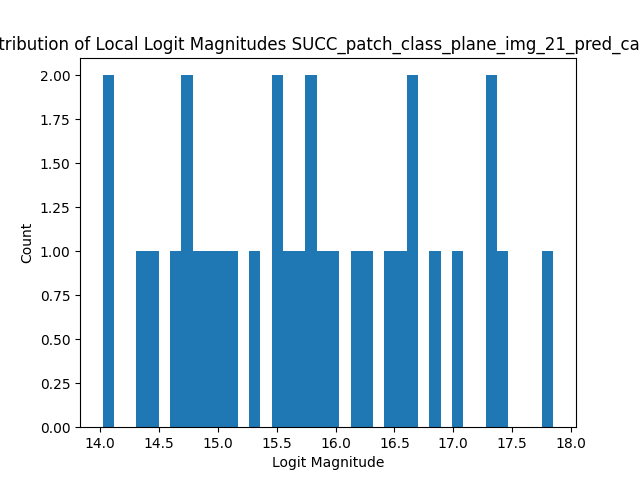 tribution of Local Logit Magnitudes SUCC_patch_class_plane_img_21_pred_ca
2.00
1.75
1.50
1.25
1.00
0.75
0.50
0.25
0.00
Count
14.0 14.5 15.0 15.5 16.0 16.5 17.0 17.5 18.0
Logit Magnitude